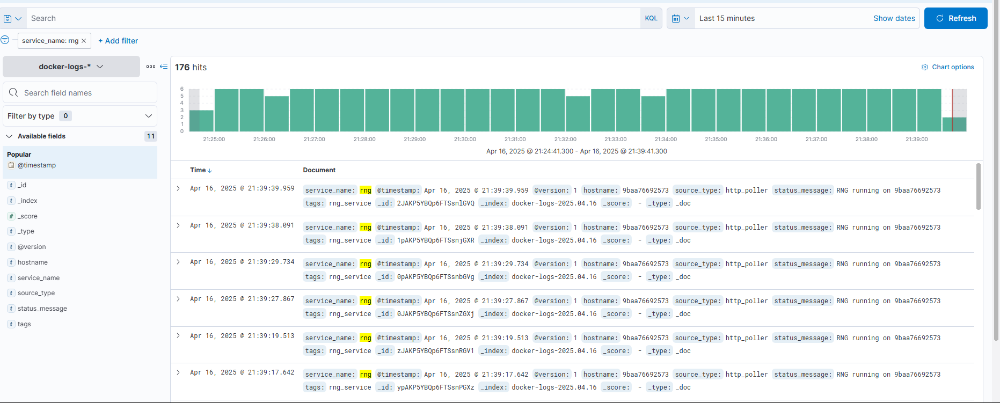 Search KQL Last 15 minutes Show dates Refresh
service_name: rng × + Add filter
docker-logs-*
Search field names
Filter by type 0
Available fields 11
Popular
@timestamp
t _id
t _index
# _score
t _type
t @version
t hostname
t service_name
t source_type
t status_message
t tags
176 hits Chart options
6
5
4
3
2
1
0
21:25:00 21:26:00 21:27:00 21:28:00 21:29:00 21:30:00 21:31:00 21:32:00 21:33:00 21:34:00 21:35:00 21:36:00 21:37:00 21:38:00 21:39:00
Apr 16, 2025 @ 21:24:41.300 - Apr 16, 2025 @ 21:39:41.300
Time Document
Apr 16, 2025 @ 21:39:39.959 service_name: rng @timestamp: Apr 16, 2025 @ 21:39:39.959 @version: 1 hostname: 9baa76692573 source_type: http_poller status_message: RNG running on 9baa76692573
tags: rng_service _id: 2JAKP5YBQp6FTSsnlGVQ _index: docker-logs-2025.04.16 _score: - _type: _doc
Apr 16, 2025 @ 21:39:38.091 service_name: rng @timestamp: Apr 16, 2025 @ 21:39:38.091 @version: 1 hostname: 9baa76692573 source_type: http_poller status_message: RNG running on 9baa76692573
tags: rng_service _id: 1pAKP5YBQp6FTSsnjGXR _index: docker-logs-2025.04.16 _score: - _type: _doc
Apr 16, 2025 @ 21:39:29.734 service_name: rng @timestamp: Apr 16, 2025 @ 21:39:29.734 @version: 1 hostname: 9baa76692573 source_type: http_poller status_message: RNG running on 9baa76692573
tags: rng_service _id: 0pAKP5YBQp6FTSsnbGVg _index: docker-logs-2025.04.16 _score: - _type: _doc
Apr 16, 2025 @ 21:39:27.867 service_name: rng @timestamp: Apr 16, 2025 @ 21:39:27.867 @version: 1 hostname: 9baa76692573 source_type: http_poller status_message: RNG running on 9baa76692573
tags: rng_service _id: 0JAKP5YBQp6FTSsnZGXj _index: docker-logs-2025.04.16 _score: - _type: _doc
Apr 16, 2025 @ 21:39:19.513 service_name: rng @timestamp: Apr 16, 2025 @ 21:39:19.513 @version: 1 hostname: 9baa76692573 source_type: http_poller status_message: RNG running on 9baa76692573
tags: rng_service _id: zJAKP5YBQp6FTSsnRGV1 _index: docker-logs-2025.04.16 _score: - _type: _doc
Apr 16, 2025 @ 21:39:17.642 service_name: rng @timestamp: Apr 16, 2025 @ 21:39:17.642 @version: 1 hostname: 9baa76692573 source_type: http_poller status_message: RNG running on 9baa76692573
tags: rng_service _id: ypAKP5YBQp6FTSsnPGXz _index: docker-logs-2025.04.16 _score: - _type: _doc